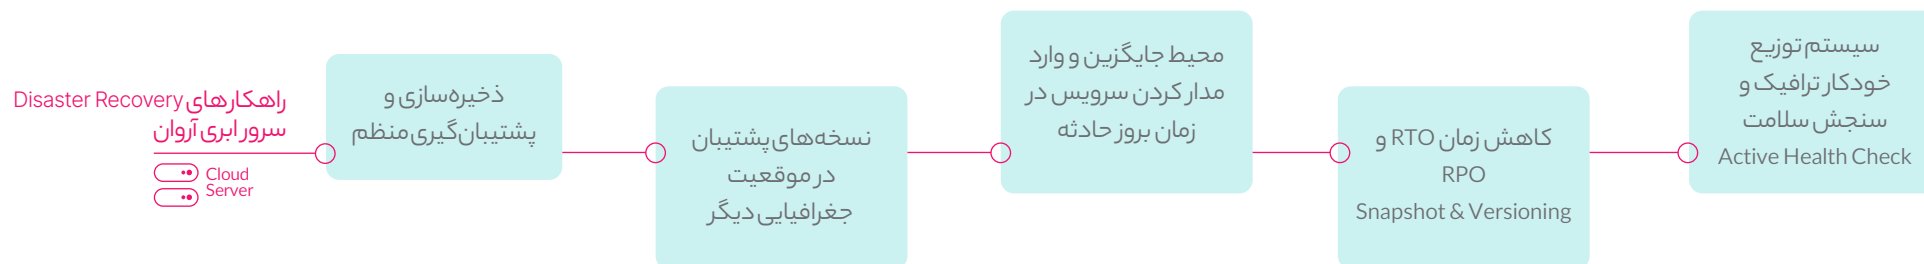 راهکارهای Disaster Recovery
سرور ابری آروان
Cloud
Server
ذخیره‌سازی و
پشتیبان‌گیری منظم
نسخه‌های پشتیبان
در موقعیت
جغرافیایی دیگر
محیط جایگزین و وارد
مدار کردن سرویس در
زمان بروز حادثه
کاهش زمان RTO و
RPO
Snapshot & Versioning
سیستم توزیع
خودکار ترافیک و
سنجش سلامت
Active Health Check